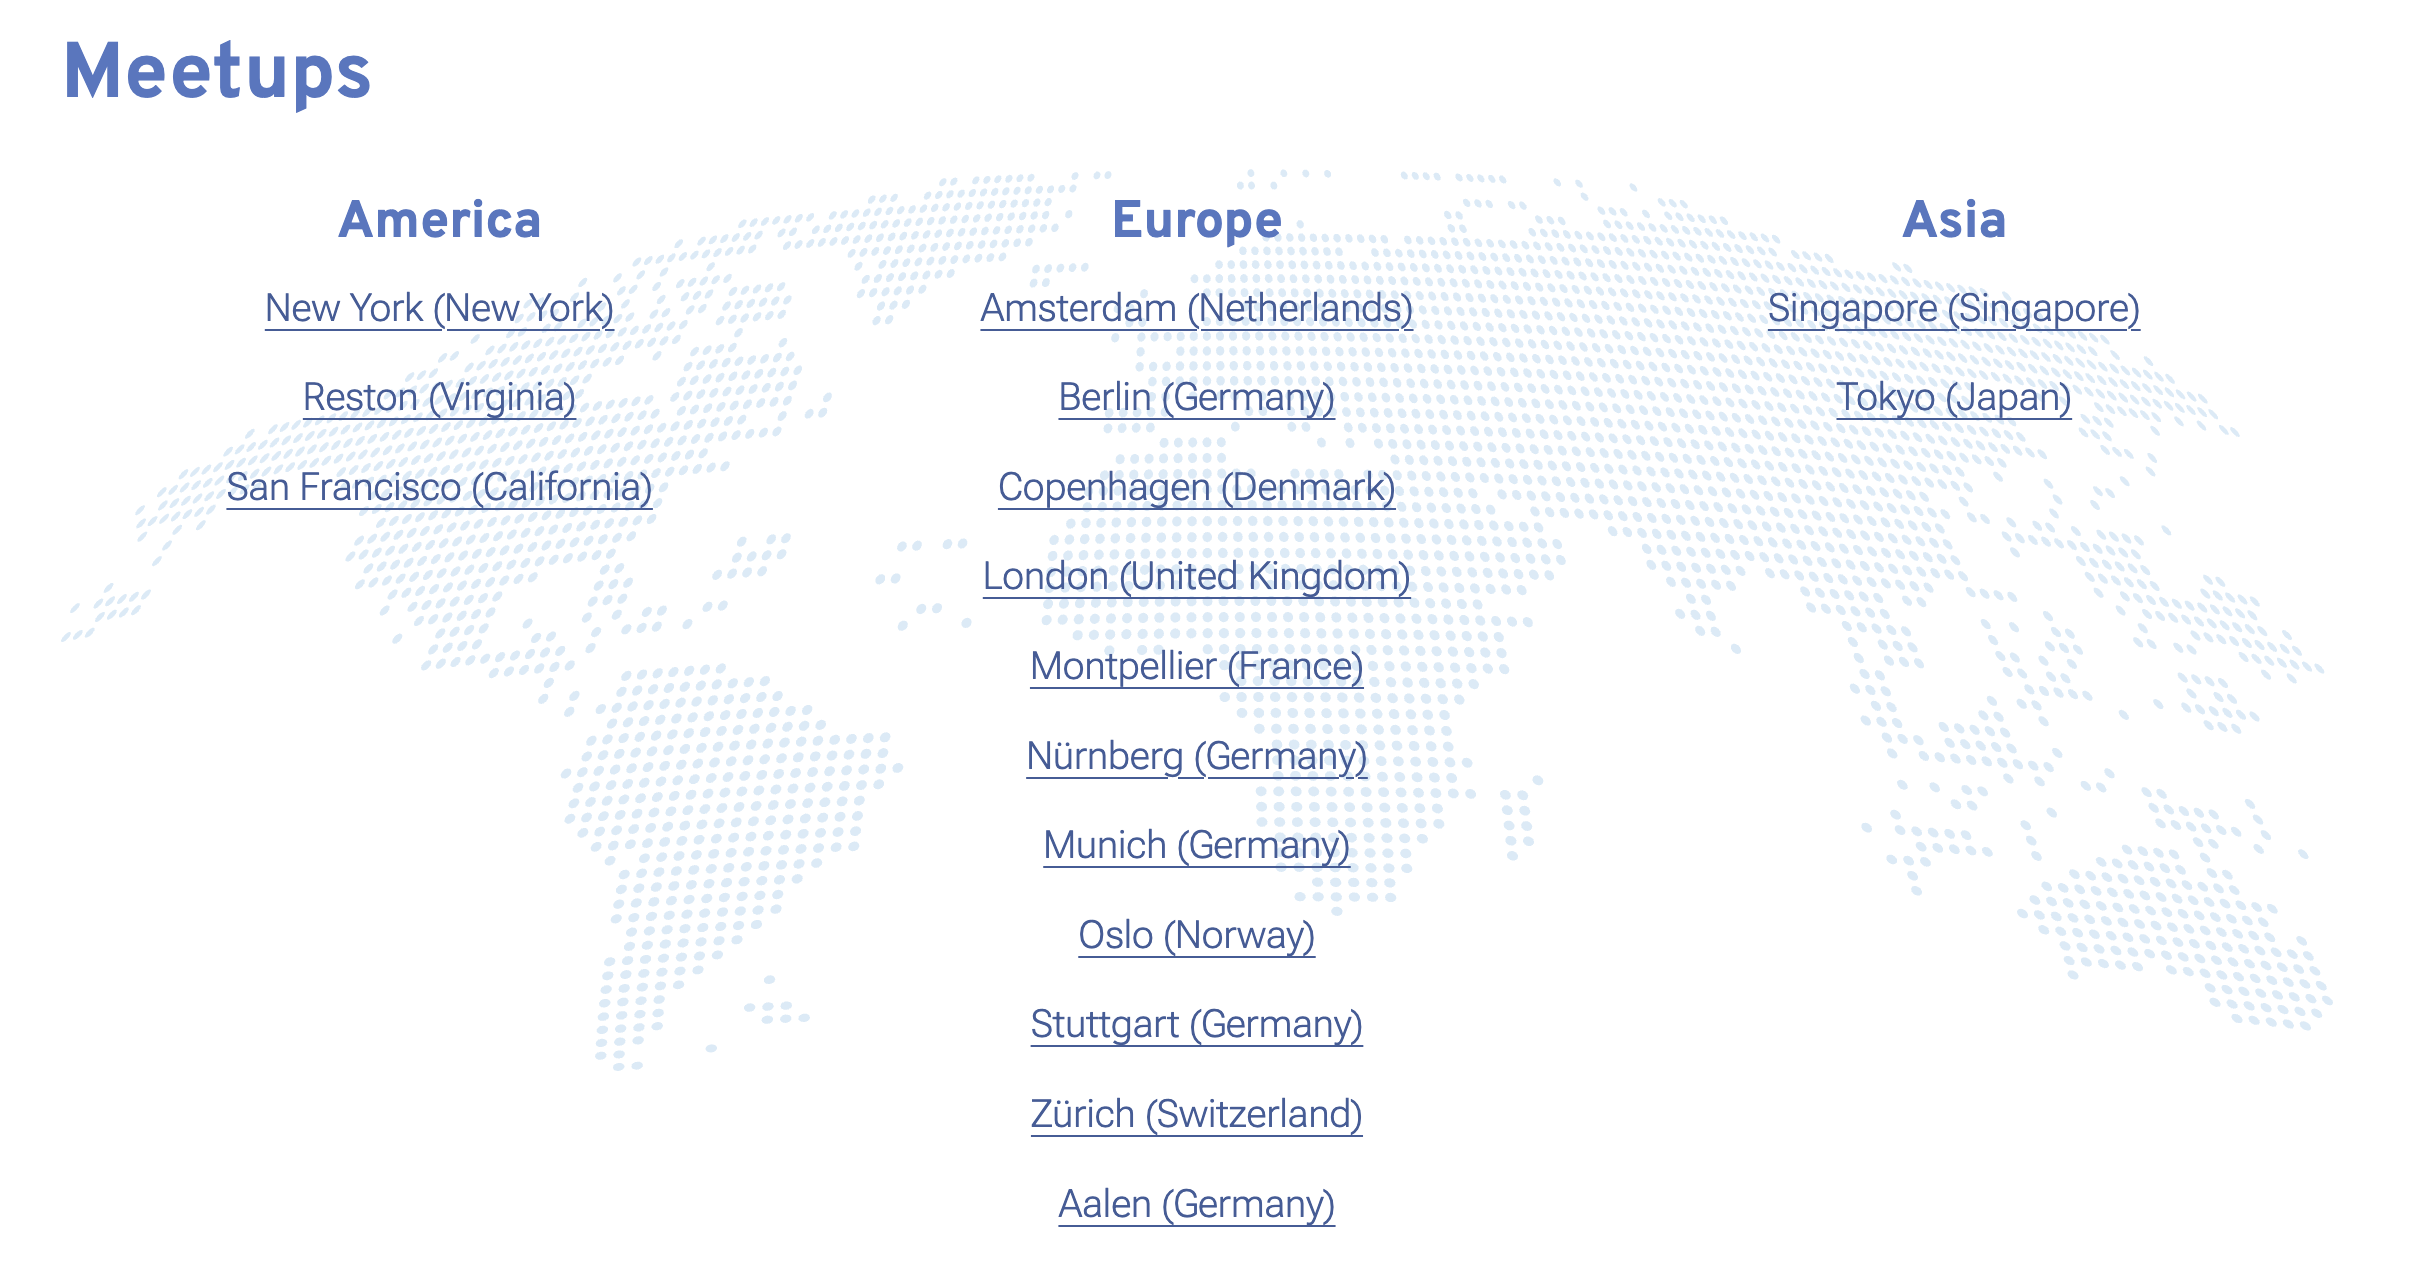 Meetups
America
New York (New York)
Reston (Virginia)
San Francisco (California)
Europe
Amsterdam (Netherlands)
Berlin (Germany)
Copenhagen (Denmark)
London (United Kingdom)
Montpellier (France)
Nürnberg (Germany)
Munich (Germany)
Oslo (Norway)
Stuttgart (Germany)
Zürich (Switzerland)
Aalen (Germany)
Asia
Singapore (Singapore)
Tokyo (Japan)